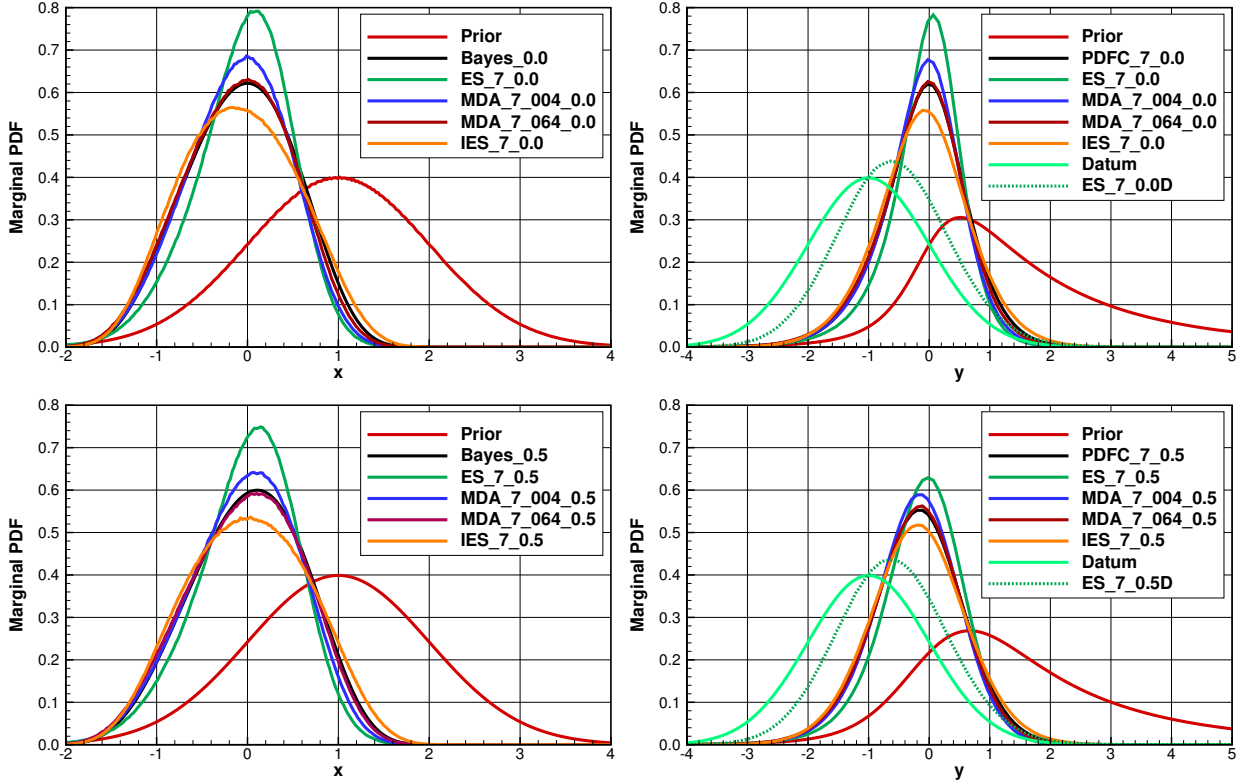 Marginal PDF
0.8
0.7
0.6
0.5
0.4
0.3
0.2
0.1
0.0
-2
-1
0
1
2
3
4
x
Prior
Bayes_0.0
ES_7_0.0
MDA_7_004_0.0
MDA_7_064_0.0
IES_7_0.0
Marginal PDF
0.8
0.7
0.6
0.5
0.4
0.3
0.2
0.1
0.0
-4
-3
-2
-1
0
1
2
3
4
5
y
Prior
PDFC_7_0.0
ES_7_0.0
MDA_7_004_0.0
MDA_7_064_0.0
IES_7_0.0
Datum
ES_7_0.0D
Marginal PDF
0.8
0.7
0.6
0.5
0.4
0.3
0.2
0.1
0.0
-2
-1
0
1
2
3
4
x
Prior
Bayes_0.5
ES_7_0.5
MDA_7_004_0.5
MDA_7_064_0.5
IES_7_0.5
Marginal PDF
0.8
0.7
0.6
0.5
0.4
0.3
0.2
0.1
0.0
-4
-3
-2
-1
0
1
2
3
4
5
y
Prior
PDFC_7_0.5
ES_7_0.5
MDA_7_004_0.5
MDA_7_064_0.5
IES_7_0.5
Datum
ES_7_0.5D